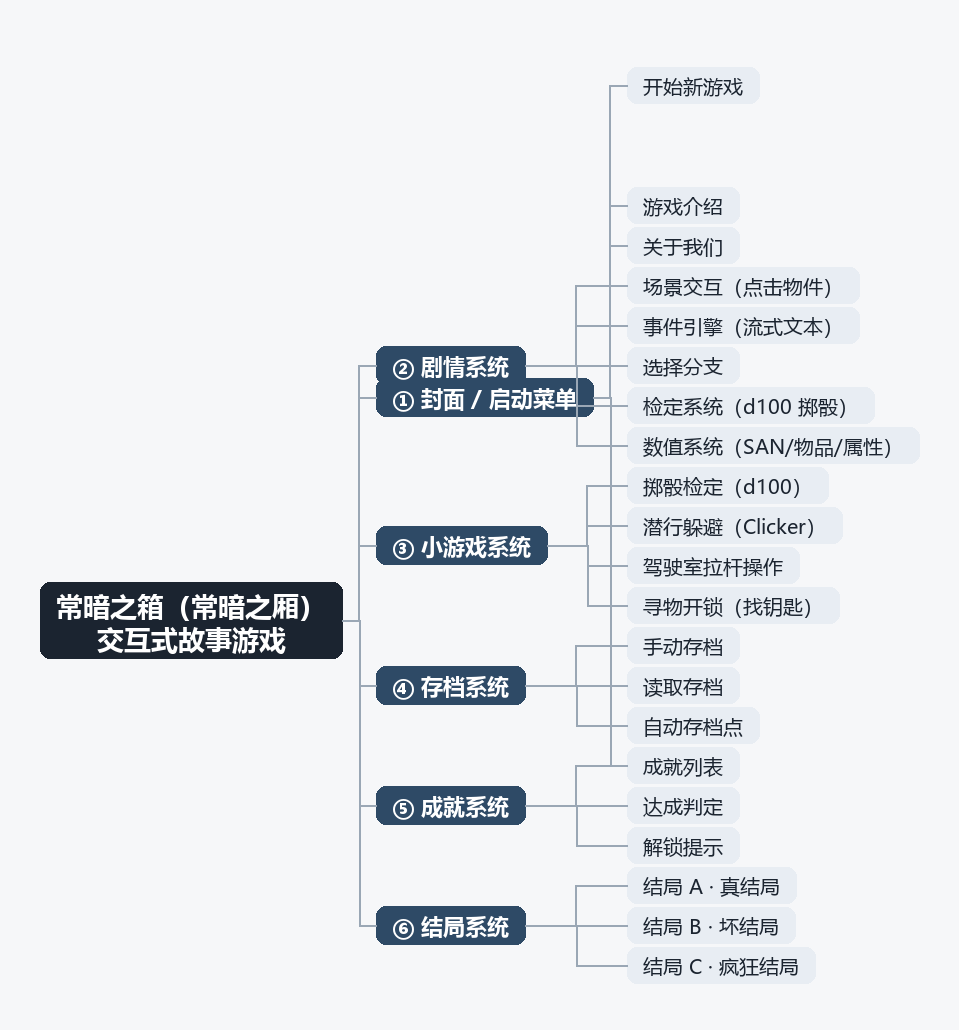 常暗之箱（常暗之厢）
交互式故事游戏
② 剧情系统
① 封面 / 启动菜单
③ 小游戏系统
④ 存档系统
⑤ 成就系统
⑥ 结局系统
开始新游戏
游戏介绍
关于我们
场景交互（点击物件）
事件引擎（流式文本）
选择分支
检定系统（d100 掷骰）
数值系统（SAN/物品/属性）
掷骰检定（d100）
潜行躲避（Clicker）
驾驶室拉杆操作
寻物开锁（找钥匙）
手动存档
读取存档
自动存档点
成就列表
达成判定
解锁提示
结局 A · 真结局
结局 B · 坏结局
结局 C · 疯狂结局